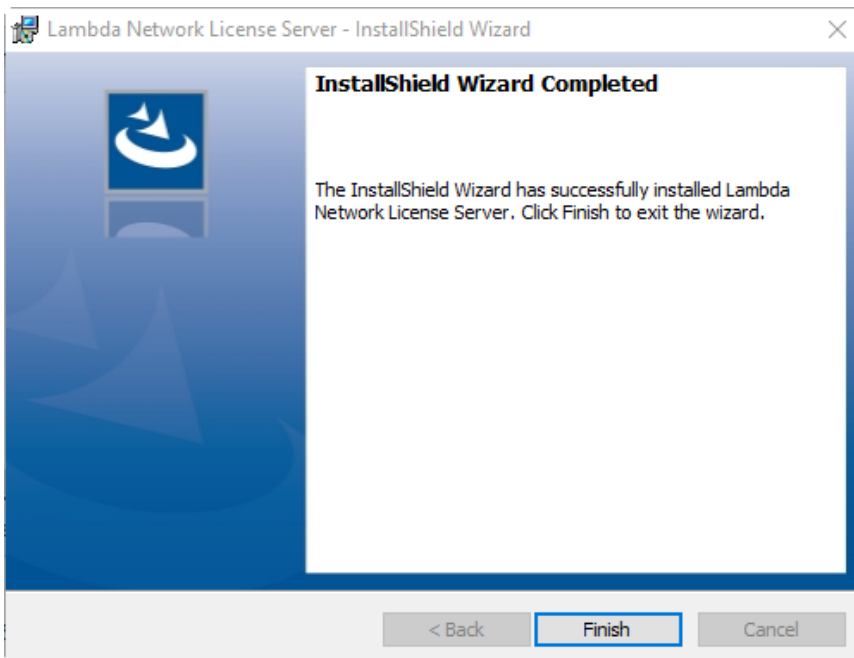 Lambda Network License Server - InstallShield Wizard
InstallShield Wizard Completed
The InstallShield Wizard has successfully installed Lambda
Network License Server. Click Finish to exit the wizard.
< Back
Finish
Cancel